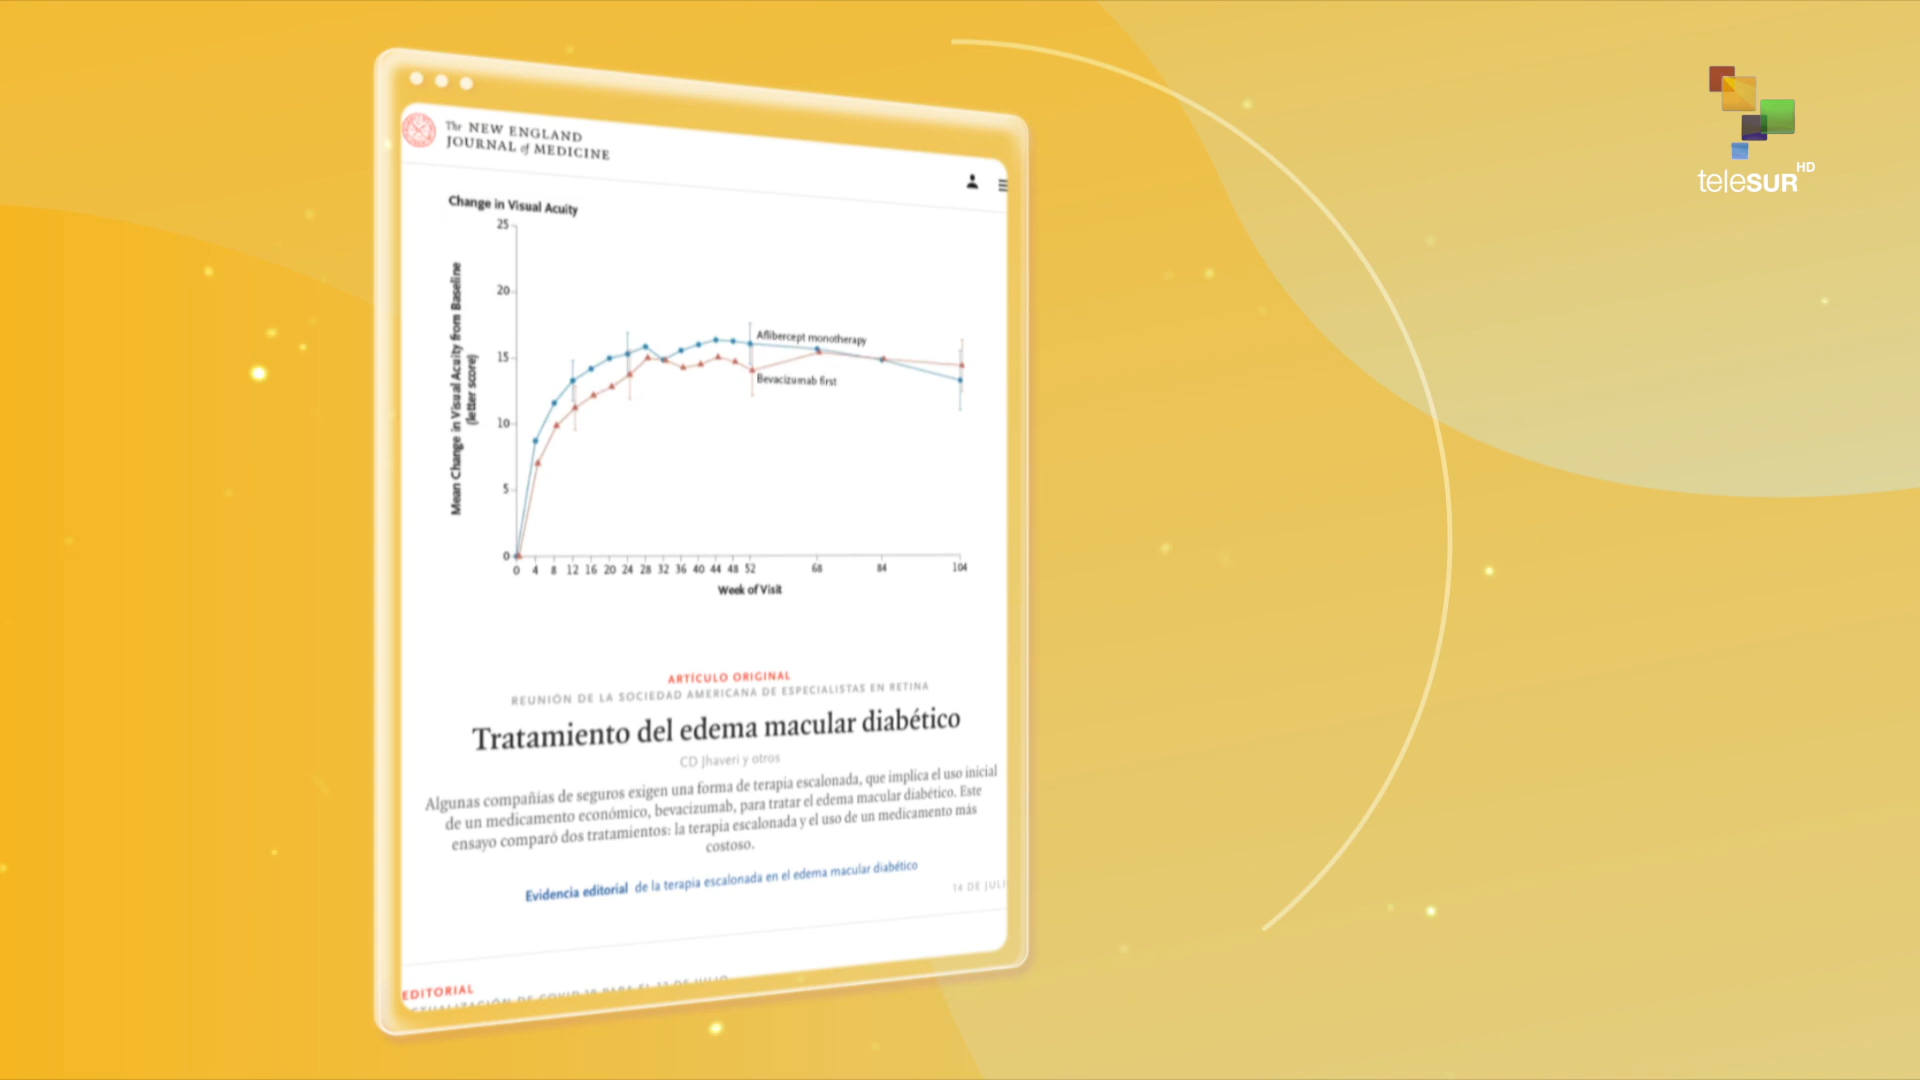 The NEW ENGLAND
JOURNAL of MEDICINE
Change in Visual Acuity
Mean Change in Visual Acuity from Baseline
(letter score)
25
20
15
10
5
0
Aflibercept monotherapy
Bevacizumab first
0 4 8 12 16 20 24 28 32 36 40 44 48 52 68 84 104
Week of Visit
ARTÍCULO ORIGINAL
REUNIÓN DE LA SOCIEDAD AMERICANA DE ESPECIALISTAS EN RETINA
Tratamiento del edema macular diabético
CD Jhaveri y otros
Algunas compañías de seguros exigen una forma de terapia escalonada, que implica el uso inicial
de un medicamento económico, bevacizumab, para tratar el edema macular diabético. Este
ensayo comparó dos tratamientos: la terapia escalonada y el uso de un medicamento más
costoso.
Evidencia editorial de la terapia escalonada en el edema macular diabético
14 DE JULI
EDITORIAL
teleSUR HD